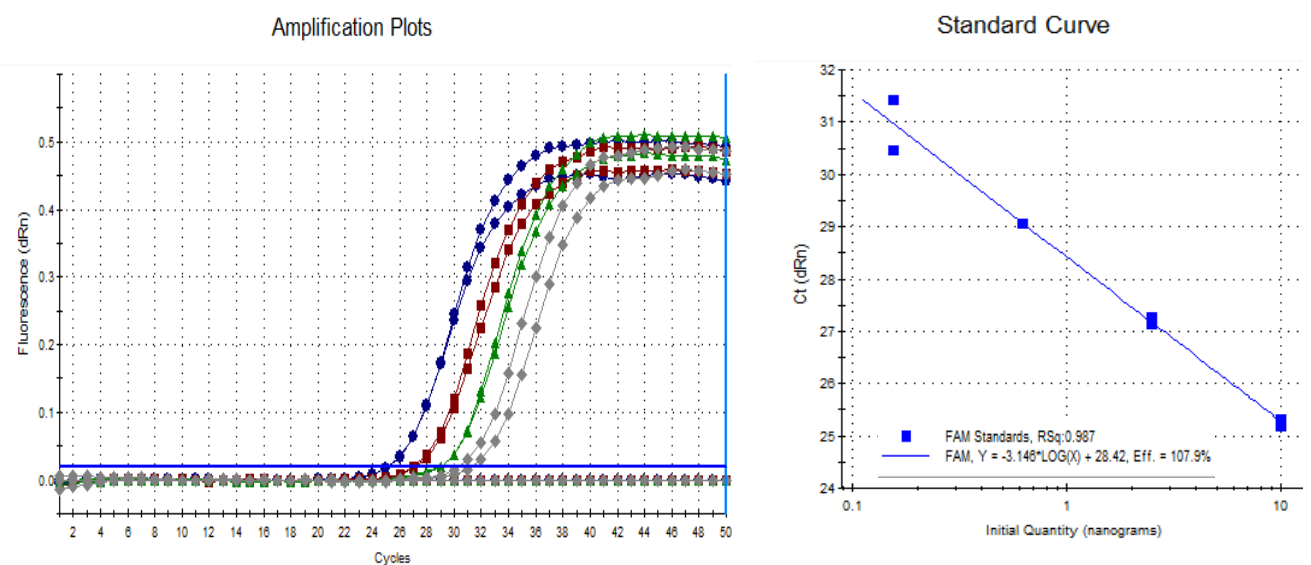 Amplification Plots
Fluorescence (dRn)
0.5
0.4
0.3
0.2
0.1
0.0
2 4 6 8 10 12 14 16 18 20 22 24 26 28 30 32 34 36 38 40 42 44 46 48 50
Cycles
Standard Curve
Ct (dRn)
32
31
30
29
28
27
26
25
24
FAM Standards, RSq:0.987
FAM, Y = -3.146*LOG(X) + 28.42, Eff. = 107.9%
0.1 1 10
Initial Quantity (nanograms)